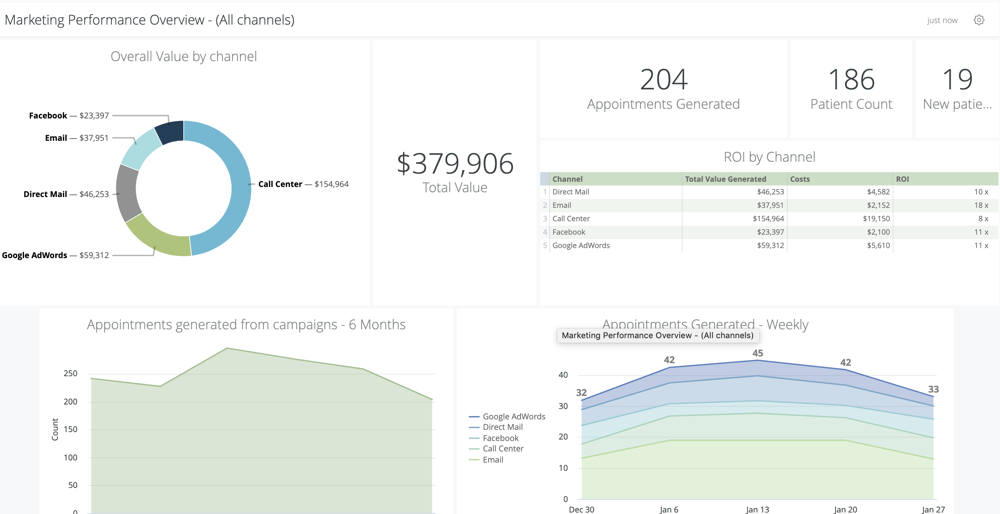 Marketing Performance Overview - (All channels)
just now
Overall Value by channel
Facebook — $23,397
Email — $37,951
Direct Mail — $46,253
Google AdWords — $59,312
Call Center — $154,964
$379,906
Total Value
204
Appointments Generated
186
Patient Count
19
New patie...
ROI by Channel
Channel Total Value Generated Costs ROI
1 Direct Mail $46,253 $4,582 10 x
2 Email $37,951 $2,152 18 x
3 Call Center $154,964 $19,150 8 x
4 Facebook $23,397 $2,100 11 x
5 Google AdWords $59,312 $5,610 11 x
Appointments generated from campaigns - 6 Months
Count
250
200
150
100
50
0
Appointments Generated - Weekly
Marketing Performance Overview - (All channels)
Google AdWords
Direct Mail
Facebook
Call Center
Email
40
30
20
10
0
32
42
45
42
33
Dec 30 Jan 6 Jan 13 Jan 20 Jan 27